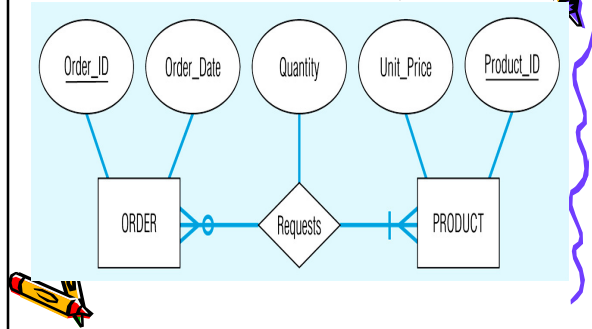 Order_ID
Order_Date
Quantity
Unit_Price
Product_ID
ORDER
Requests
PRODUCT